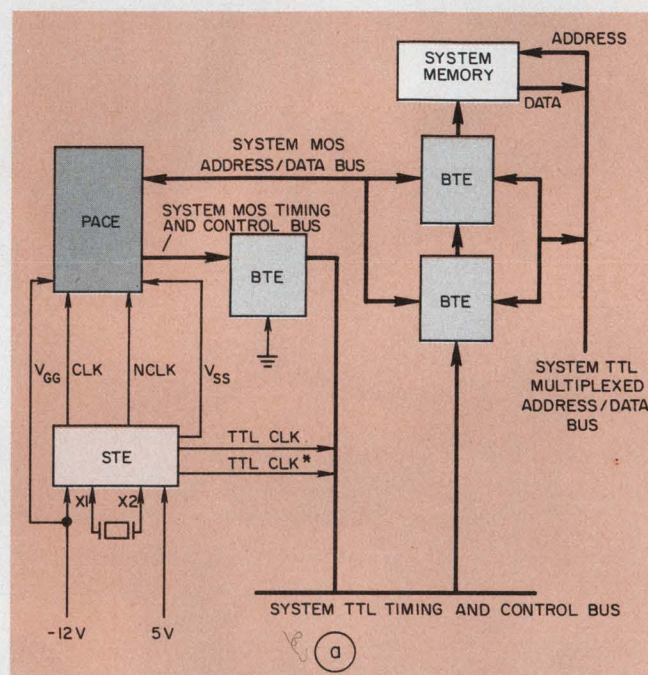 ADDRESS
SYSTEM
MEMORY
DATA
SYSTEM MOS
ADDRESS/DATA BUS
BTE
PACE
SYSTEM MOS TIMING
AND CONTROL BUS
BTE
BTE
V_GG
CLK
NCLK
V_SS
SYSTEM TTL
MULTIPLEXED
ADDRESS/DATA
BUS
STE
TTL CLK
TTL CLK*
X1
X2
SYSTEM TTL TIMING AND CONTROL BUS
-12V
5V
a